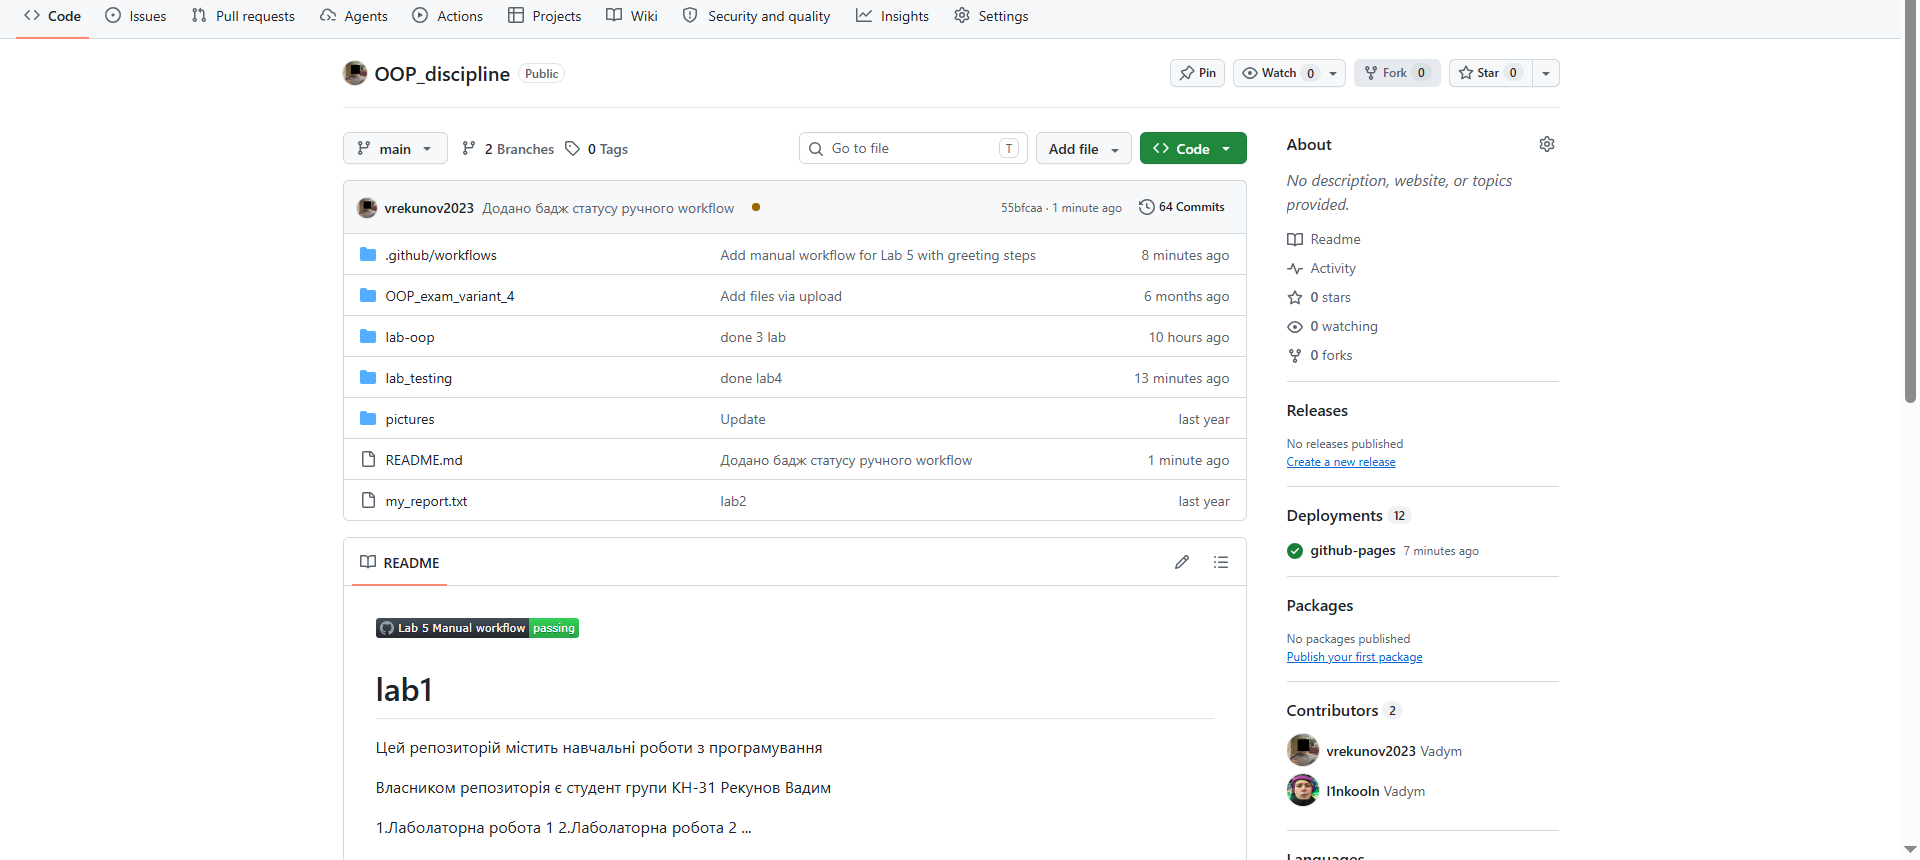 Code Issues Pull requests Agents Actions Projects Wiki Security and quality Insights Settings
OOP_discipline Public Pin Watch 0 Fork 0 Star 0
main 2 Branches 0 Tags Go to file T Add file Code
vrekunov2023 Додано бадж статусу ручного workflow 55bfcaa · 1 minute ago 64 Commits
.github/workflows Add manual workflow for Lab 5 with greeting steps 8 minutes ago
OOP_exam_variant_4 Add files via upload 6 months ago
lab-oop done 3 lab 10 hours ago
lab_testing done lab4 13 minutes ago
pictures Update last year
README.md Додано бадж статусу ручного workflow 1 minute ago
my_report.txt lab2 last year
README
Lab 5 Manual workflow passing
lab1
Цей репозиторій містить навчальні роботи з програмування
Власником репозиторія є студент групи КН-31 Рекунов Вадим
1.Лаболаторна робота 1 2.Лаболаторна робота 2 ...
About
No description, website, or topics
provided.
Readme
Activity
0 stars
0 watching
0 forks
Releases
No releases published
Create a new release
Deployments 12
github-pages 7 minutes ago
Packages
No packages published
Publish your first package
Contributors 2
vrekunov2023 Vadym
l1nkooln Vadym
Languages